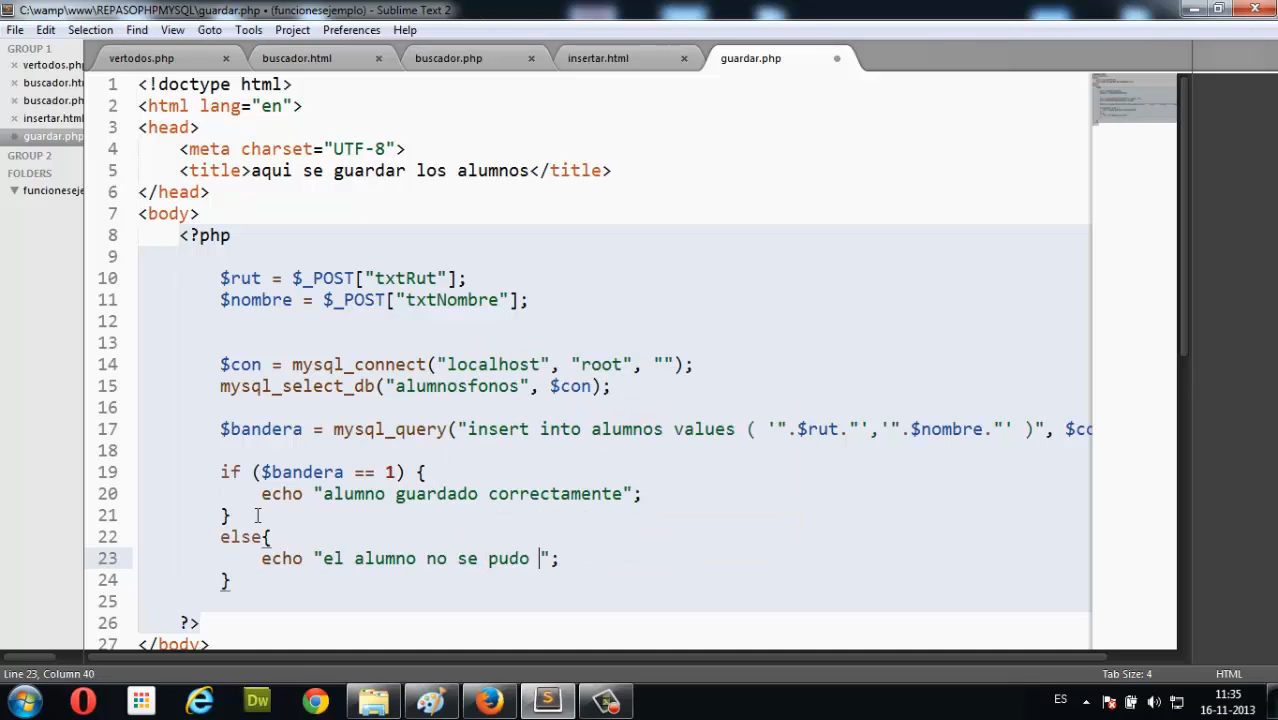 C:\wamp\www\REPASOPHPMYSQL\guardar.php • (funcionesejemplo) - Sublime Text 2
File Edit Selection Find View Goto Tools Project Preferences Help
GROUP 1
vertodos.php
buscador.ht
buscador.ph
insertar.html
guardar.php
GROUP 2
FOLDERS
funcioneseje
vertodos.php buscador.html buscador.php insertar.html guardar.php
1 <!doctype html>
2 <html lang="en">
3 <head>
4 <meta charset="UTF-8">
5 <title>aqui se guardar los alumnos</title>
6 </head>
7 <body>
8 <?php
9
10 $rut = $_POST["txtRut"];
11 $nombre = $_POST["txtNombre"];
12
13
14 $con = mysql_connect("localhost", "root", "");
15 mysql_select_db("alumnosfonos", $con);
16
17 $bandera = mysql_query("insert into alumnos values ( '".$rut."','".$nombre."' )", $co
18
19 if ($bandera == 1) {
20 echo "alumno guardado correctamente";
21 }
22 else{
23 echo "el alumno no se pudo ";
24 }
25
26 ?>
27 </body>
Line 23, Column 40 Tab Size: 4 HTML
Dw ES 11:35
16-11-2013